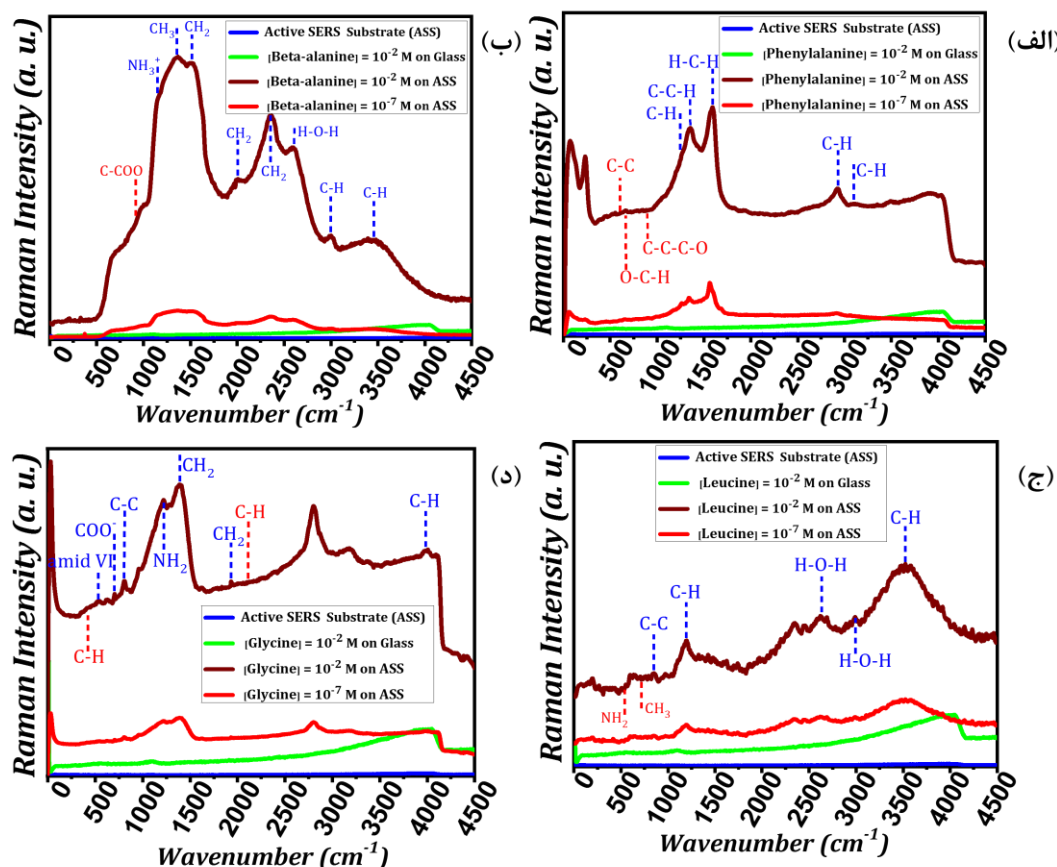 (ب)
Raman Intensity (a. u.)
Active SERS Substrate (ASS)
[Beta-alanine] = 10⁻² M on Glass
[Beta-alanine] = 10⁻² M on ASS
[Beta-alanine] = 10⁻⁷ M on ASS
CH₃
CH₂
NH₃⁺
C-COO
CH₂
CH₂
H-O-H
C-H
C-H
0 500 1000 1500 2000 2500 3000 3500 4000 4500
Wavenumber (cm⁻¹)
(الف)
Raman Intensity (a. u.)
Active SERS Substrate (ASS)
[Phenylalanine] = 10⁻² M on Glass
[Phenylalanine] = 10⁻² M on ASS
[Phenylalanine] = 10⁻⁷ M on ASS
H-C-H
C-C-H
C-H
C-C
C-C-C-O
O-C-H
C-H
C-H
0 500 1000 1500 2000 2500 3000 3500 4000 4500
Wavenumber (cm⁻¹)
(د)
Raman Intensity (a. u.)
CH₂
C-C
COO⁻
amid VI
NH₂
CH₂
C-H
C-H
C-H
Active SERS Substrate (ASS)
[Glycine] = 10⁻² M on Glass
[Glycine] = 10⁻² M on ASS
[Glycine] = 10⁻⁷ M on ASS
0 500 1000 1500 2000 2500 3000 3500 4000 4500
Wavenumber (cm⁻¹)
(ج)
Raman Intensity (a. u.)
Active SERS Substrate (ASS)
[Leucine] = 10⁻² M on Glass
[Leucine] = 10⁻² M on ASS
[Leucine] = 10⁻⁷ M on ASS
C-H
H-O-H
C-H
C-C
H-O-H
NH₂
CH₃
0 500 1000 1500 2000 2500 3000 3500 4000 4500
Wavenumber (cm⁻¹)